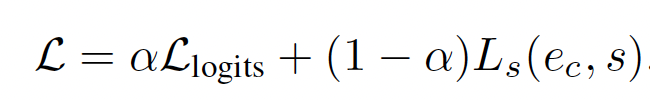 ℒ = αℒ_logits + (1 − α)L_s(e_c, s).